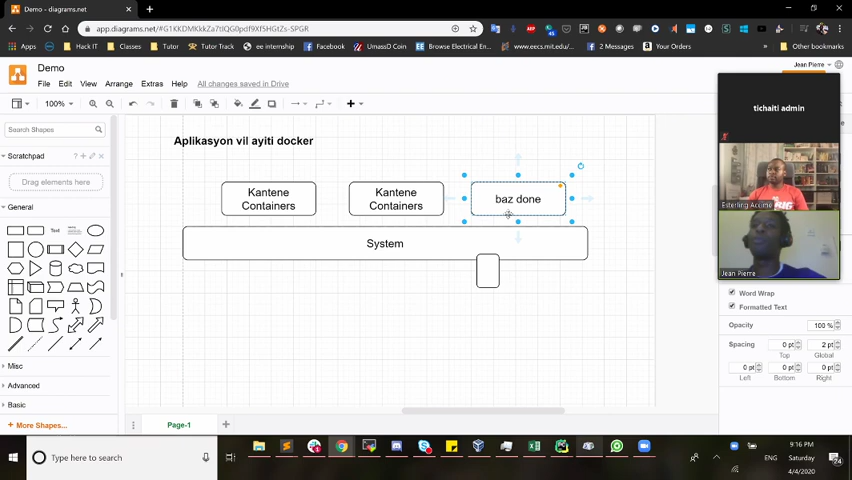 Demo - diagrams.net
app.diagrams.net/#G1KKDMKkkZa7tIQG0pdf9Xf5HGtZs-SPGR
Apps
Hack IT
Classes
Tutor
Tutor Track
ee internship
Facebook
UmassD Coin
Browse Electrical En...
www.eecs.mit.edu/...
2 Messages
Your Orders
Other bookmarks
Demo
Jean Pierre
File Edit View Arrange Extras Help All changes saved in Drive
100%
Search Shapes
Scratchpad
Drag elements here
General
Text
Misc
Advanced
Basic
+ More Shapes...
Aplikasyon vil ayiti docker
Kantene
Containers
Kantene
Containers
baz done
System
tichaiti admin
Esterling Accime
Jean Pierre
Word Wrap
Formatted Text
Opacity
100 %
Spacing
0 pt
2 pt
Top
Global
0 pt
0 pt
0 pt
Left
Bottom
Right
Page-1
Type here to search
ENG
9:16 PM
Saturday
4/4/2020
24